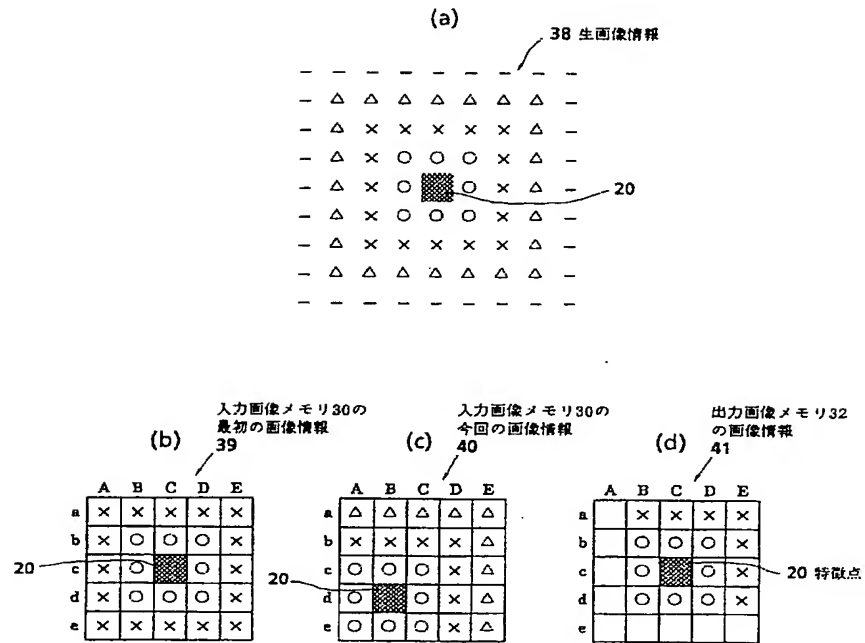 (a)
38 生画像情報
− − − − − − − − −
− △ △ △ △ △ △ △ −
− △ × × × × × △ −
− △ × ○ ○ ○ × △ −
− △ × ○ ○ × △ −
20
− △ × ○ ○ ○ × △ −
− △ × × × × × △ −
− △ △ △ △ △ △ △ −
− − − − − − − − −
(b)
入力画像メモリ30の
最初の画像情報
39
A B C D E
a × × × × ×
b × ○ ○ ○ ×
20
c × ○ ○ ×
d × ○ ○ ○ ×
e × × × × ×
(c)
入力画像メモリ30の
今回の画像情報
40
A B C D E
a △ △ △ △ △
b × × × × △
c ○ ○ ○ × △
20
d ○ ○ × △
e ○ ○ ○ × △
(d)
出力画像メモリ32
の画像情報
41
A B C D E
a × × × ×
b ○ ○ ○ ×
c ○ ○ ×
20 特徴点
d ○ ○ ○ ×
e